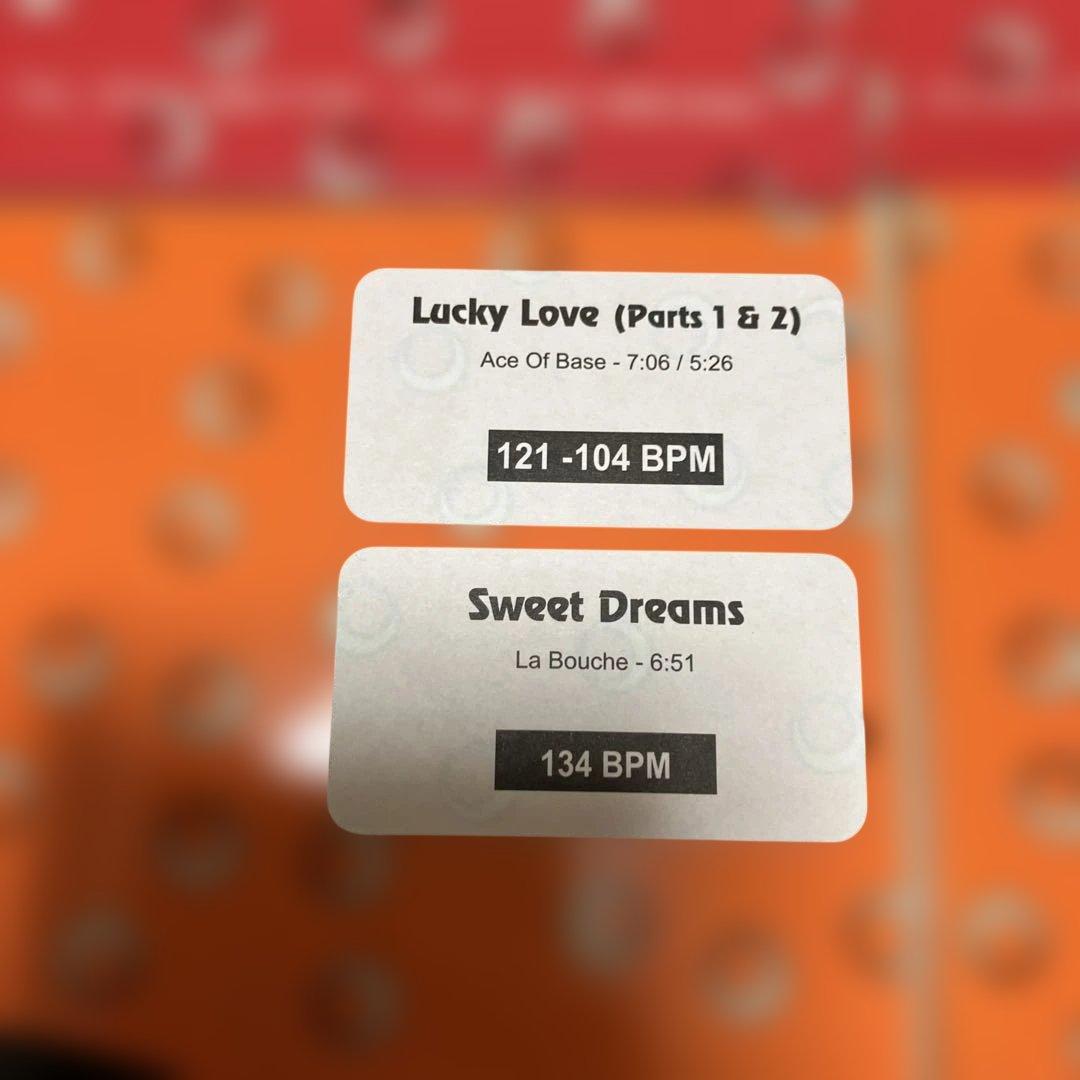 Lucky Love (Parts 1 & 2)
Ace Of Base - 7:06 / 5:26
121 -104 BPM
Sweet Dreams
La Bouche - 6:51
134 BPM